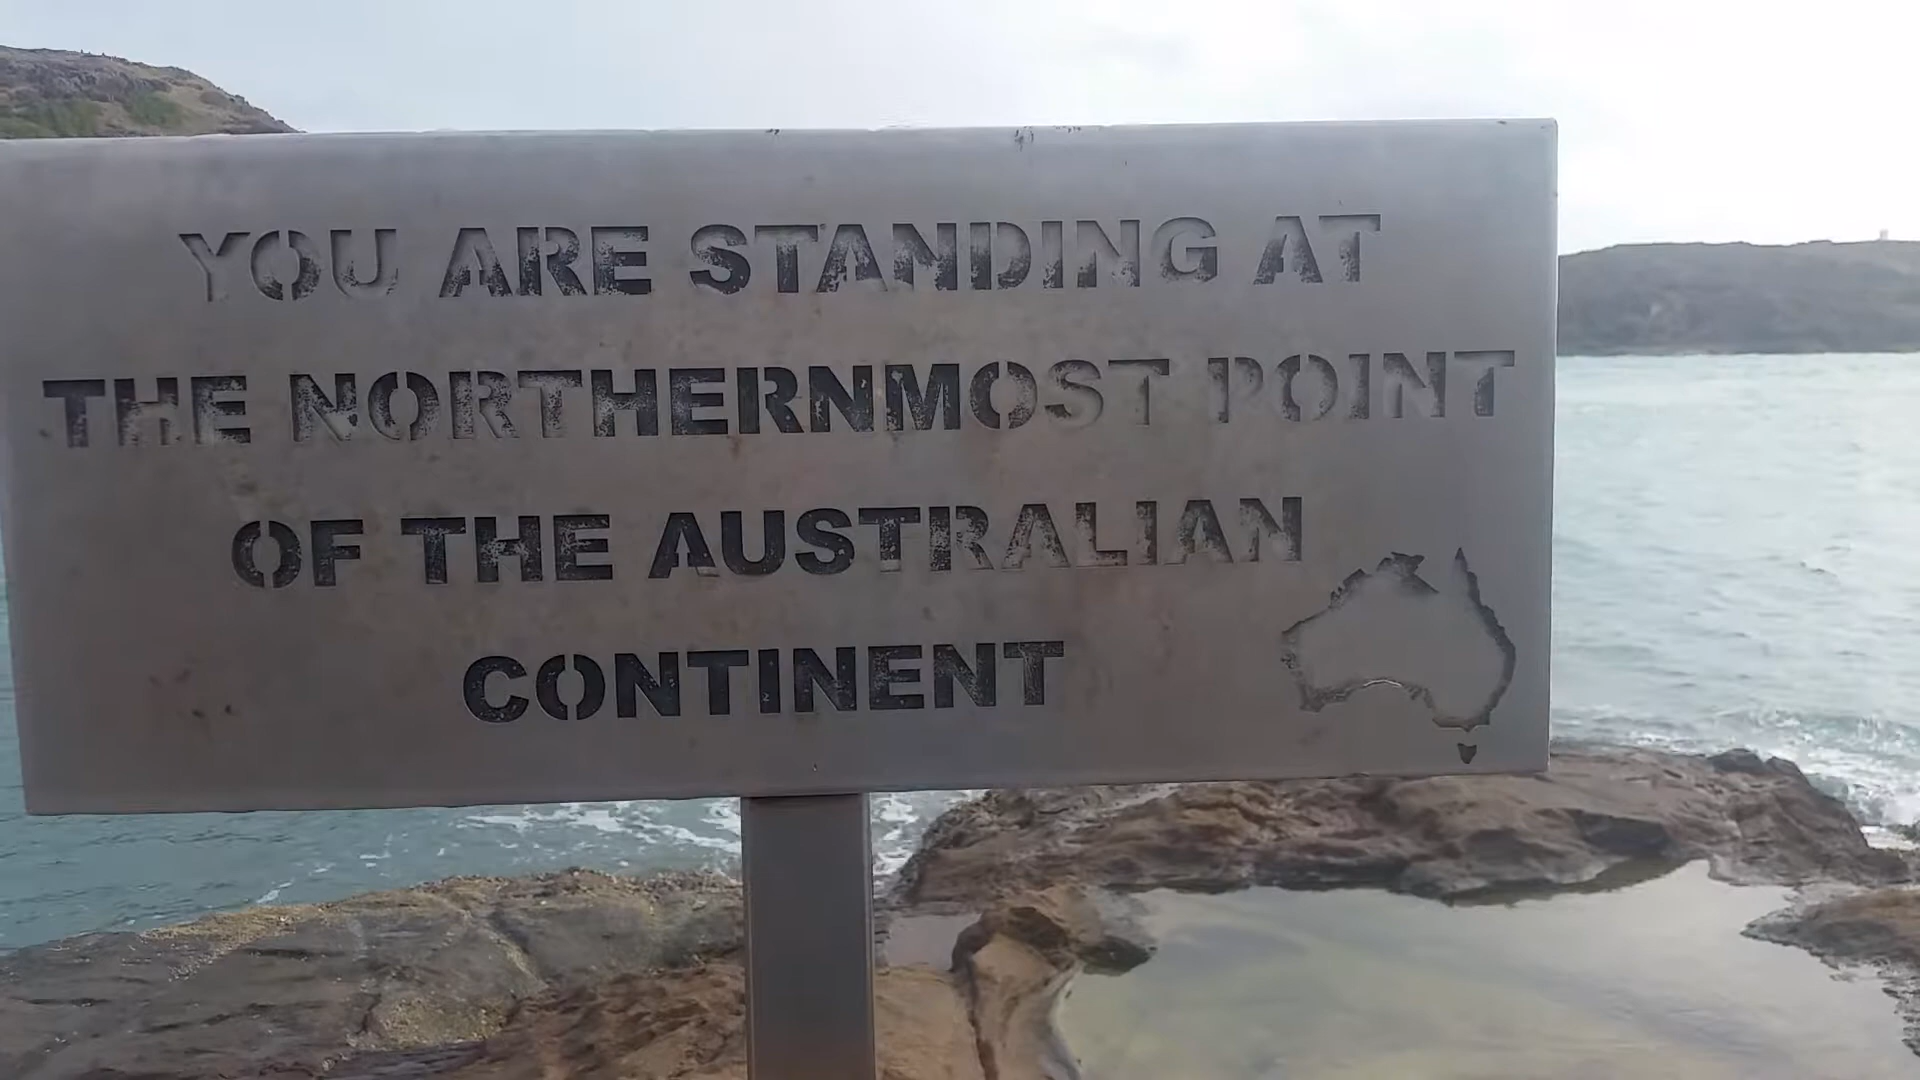 YOU ARE STANDING AT
THE NORTHERNMOST POINT
OF THE AUSTRALIAN
CONTINENT